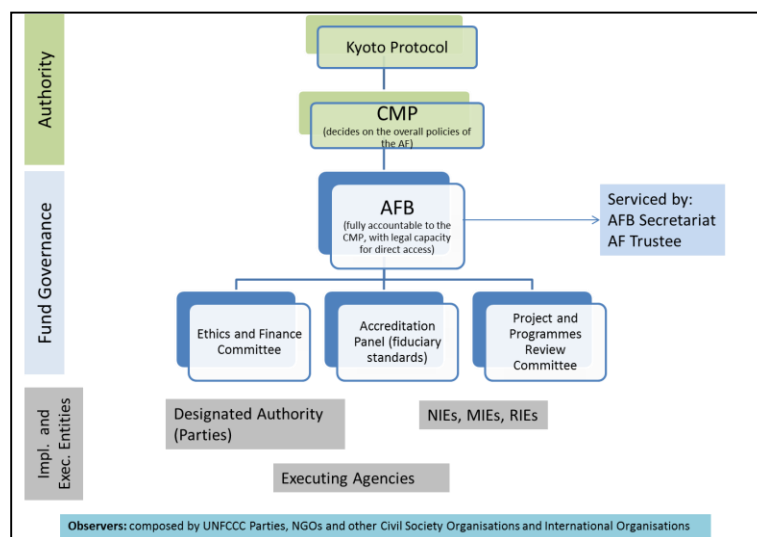 Authority
Kyoto Protocol
CMP
(decides on the overall policies of
the AF)
Fund Governance
AFB
(fully accountable to the
CMP, with legal capacity
for direct access)
Serviced by:
AFB Secretariat
AF Trustee
Ethics and Finance
Committee
Accreditation
Panel (fiduciary
standards)
Project and
Programmes
Review
Committee
Impl. and
Exec. Entities
Designated Authority
(Parties)
NIEs, MIEs, RIEs
Executing Agencies
Observers: composed by UNFCCC Parties, NGOs and other Civil Society Organisations and International Organisations